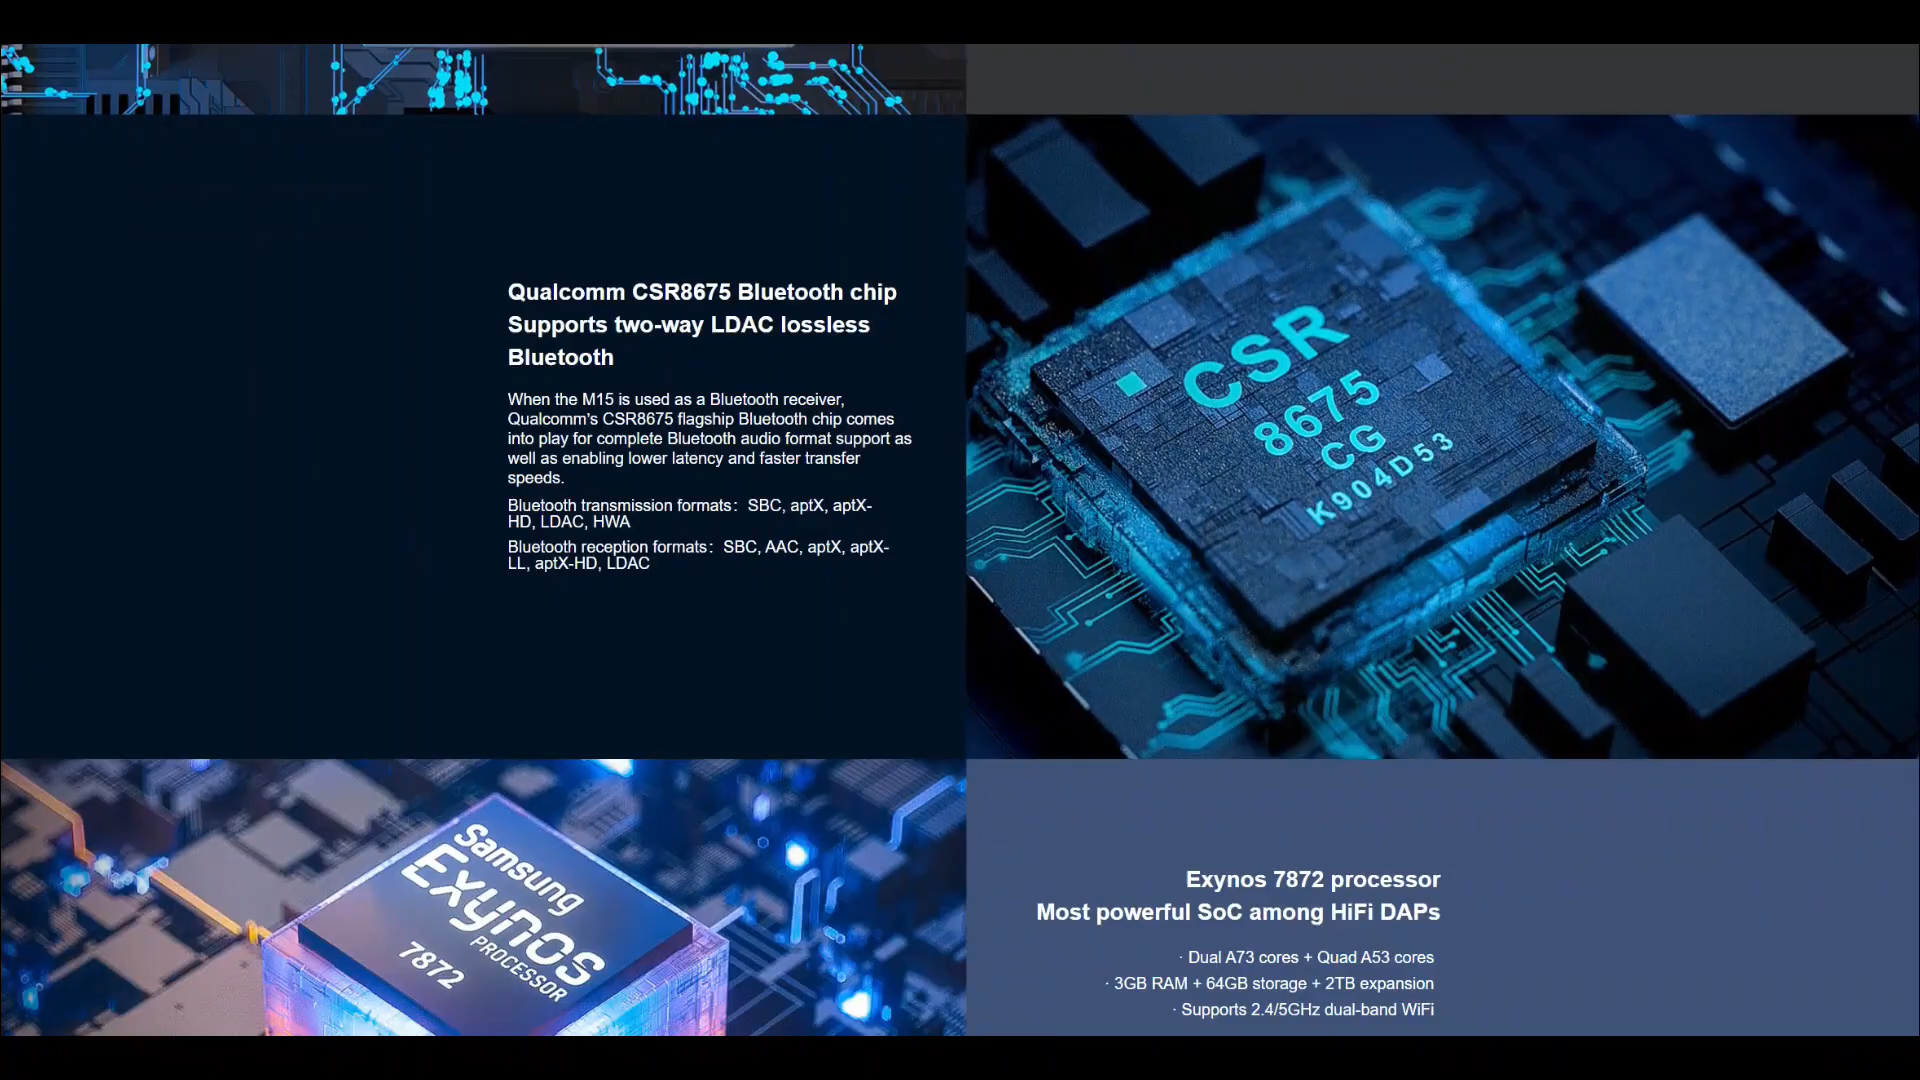 Qualcomm CSR8675 Bluetooth chip
Supports two-way LDAC lossless
Bluetooth
When the M15 is used as a Bluetooth receiver,
Qualcomm's CSR8675 flagship Bluetooth chip comes
into play for complete Bluetooth audio format support as
well as enabling lower latency and faster transfer
speeds.
Bluetooth transmission formats：SBC, aptX, aptX-
HD, LDAC, HWA
Bluetooth reception formats：SBC, AAC, aptX, aptX-
LL, aptX-HD, LDAC
CSR
8675
CG
K904D53
Samsung
Exynos
PROCESSOR
7872
Exynos 7872 processor
Most powerful SoC among HiFi DAPs
· Dual A73 cores + Quad A53 cores
· 3GB RAM + 64GB storage + 2TB expansion
· Supports 2.4/5GHz dual-band WiFi